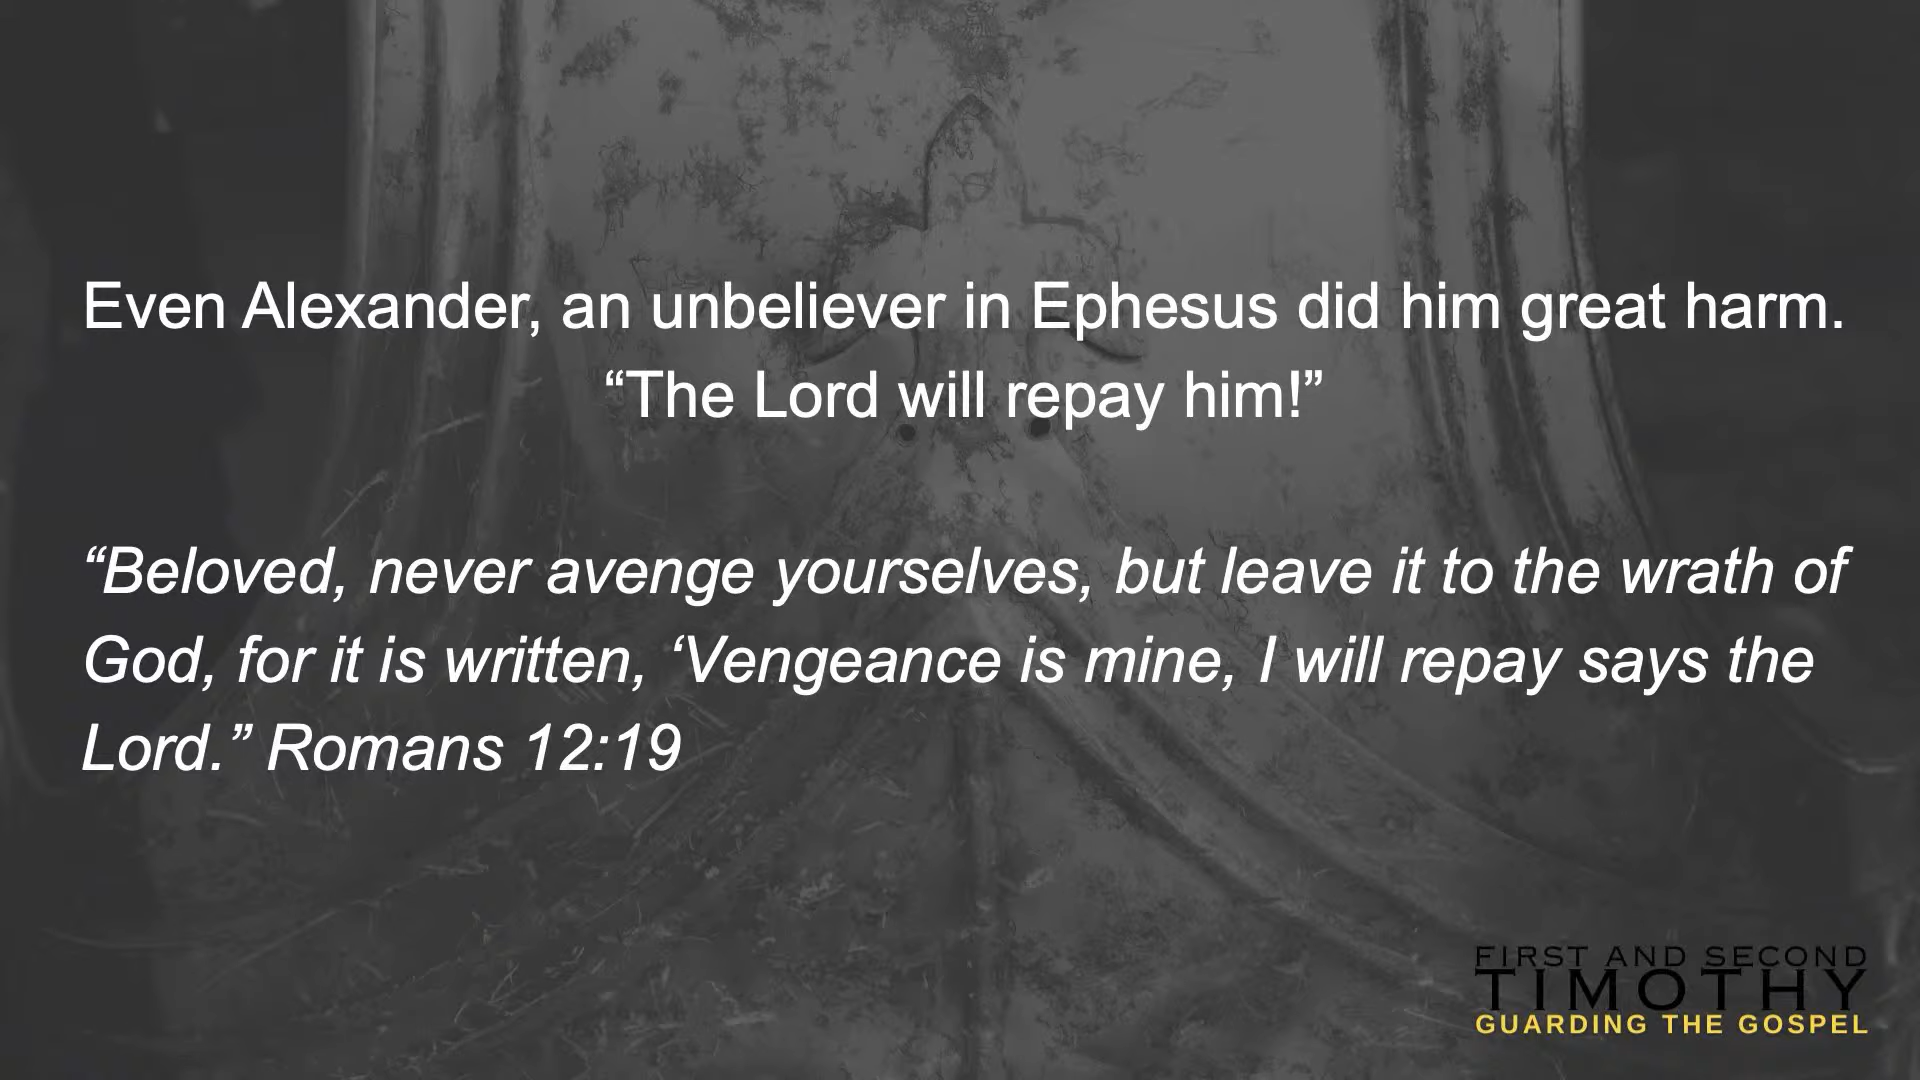 Even Alexander, an unbeliever in Ephesus did him great harm.
“The Lord will repay him!”
“Beloved, never avenge yourselves, but leave it to the wrath of
God, for it is written, ‘Vengeance is mine, I will repay says the
Lord.” Romans 12:19
FIRST AND SECOND
TIMOTHY
GUARDING THE GOSPEL